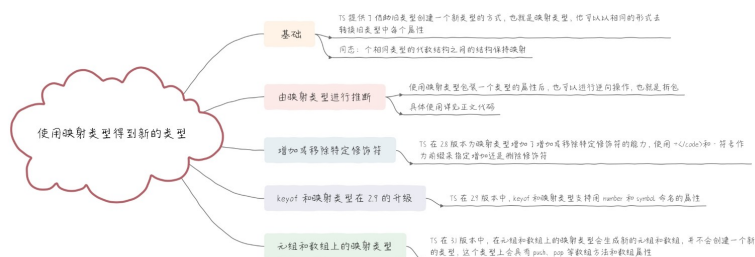 使用映射类型得到新的类型
基础
TS 提供了借助旧类型创建一个新类型的方式，也就是映射类型，他可以以相同的形式去
转换旧类型中每个属性
同态：个相同类型的代数结构之间的结构保持映射
由映射类型进行推断
使用映射类型包装一个类型的属性后，也可以进行逆向操作，也就是拆包
具体使用详见正文代码
增加或移除特定修饰符
TS 在 2.8 版本为映射类型增加了增加或移除特定修饰符的能力，使用 +</code>和 - 符号作
为前缀来指定增加还是删除修饰符
keyof 和映射类型在 2.9 的升级
TS 在 2.9 版本中，keyof 和映射类型支持用 number 和 symbol 命名的属性
元组和数组上的映射类型
TS 在 3.1 版本中，在元组和数组上的映射类型会生成新的元组和数组，并不会创建一个新
的类型，这个类型上会具有 push、pop 等数组方法和数组属性